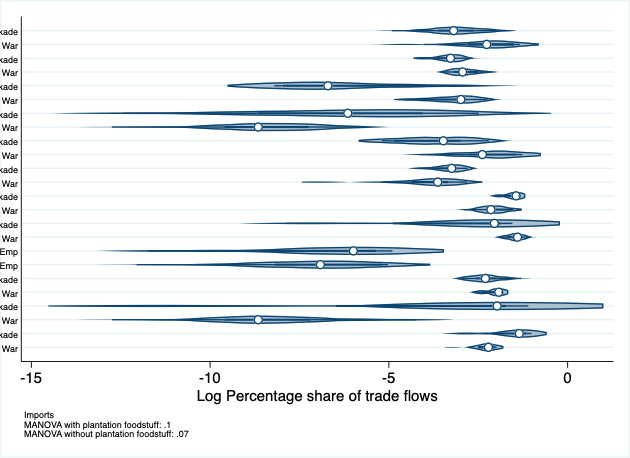 kade
War
kade
War
kade
War
kade
War
kade
War
kade
War
kade
War
kade
War
Emp
Emp
kade
War
kade
War
kade
War
-15 -10 -5 0
Log Percentage share of trade flows
Imports
MANOVA with plantation foodstuff: .1
MANOVA without plantation foodstuff: .07